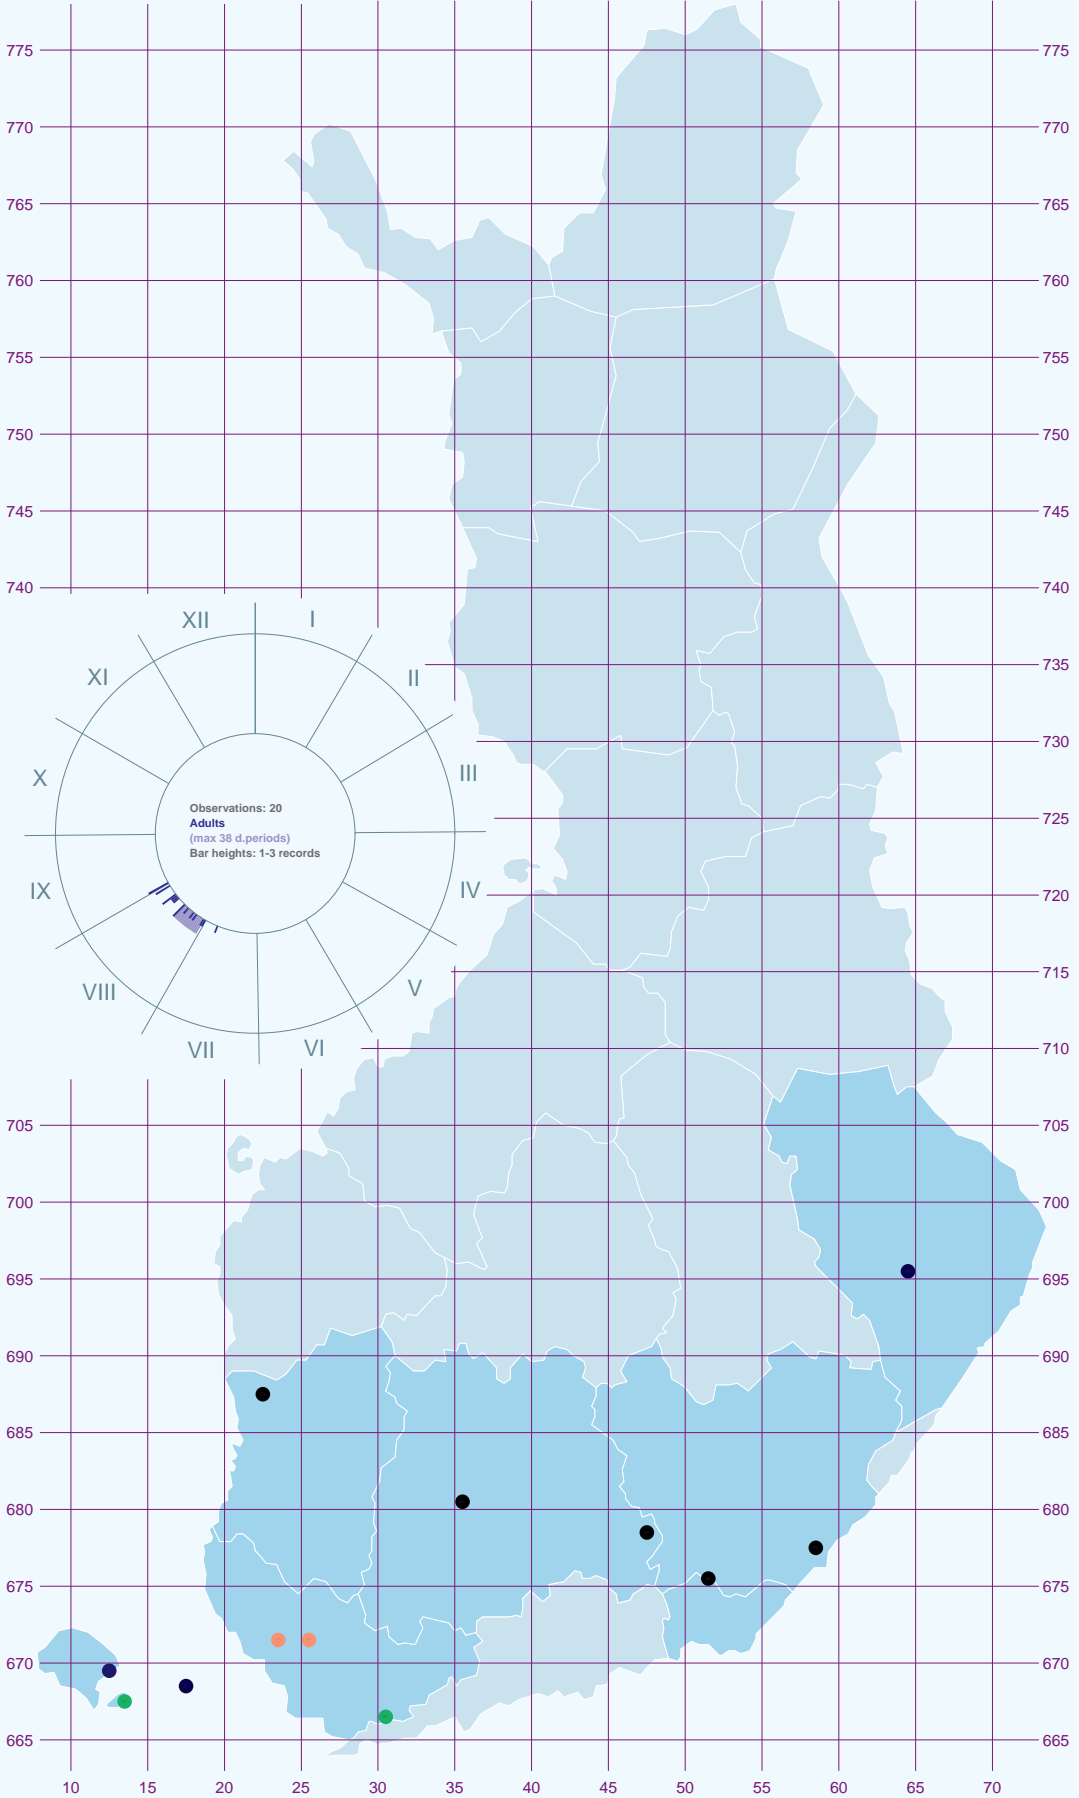 775 775
770 770
765 765
760 760
755 755
750 750
745 745
740 740
XII I
735
XI II
730
X III
725
Observations: 20
Adults
(max 38 d.periods)
Bar heights: 1-3 records
IX IV
720
VIII V
715
VII VI
710
705 705
700 700
695 695
690 690
685 685
680 680
675 675
670 670
665 665
10 15 20 25 30 35 40 45 50 55 60 65 70